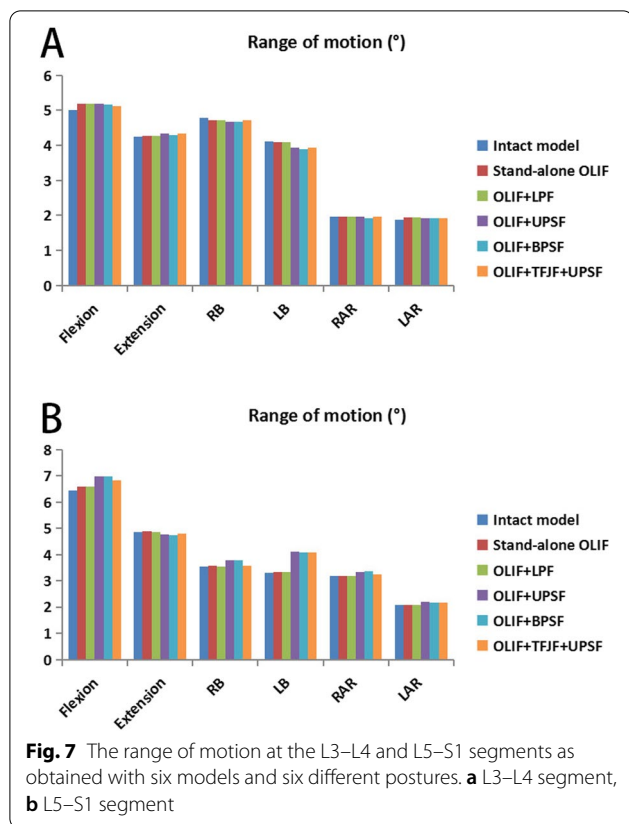 A
Range of motion (°)
6
5
4
3
2
1
0
Flexion
Extension
RB
LB
RAR
LAR
Intact model
Stand-alone OLIF
OLIF+LPF
OLIF+UPSF
OLIF+BPSF
OLIF+TFJF+UPSF
B
Range of motion (°)
8
7
6
5
4
3
2
1
0
Flexion
Extension
RB
LB
RAR
LAR
Intact model
Stand-alone OLIF
OLIF+LPF
OLIF+UPSF
OLIF+BPSF
OLIF+TFJF+UPSF
Fig. 7 The range of motion at the L3–L4 and L5–S1 segments as
obtained with six models and six different postures. a L3–L4 segment,
b L5–S1 segment